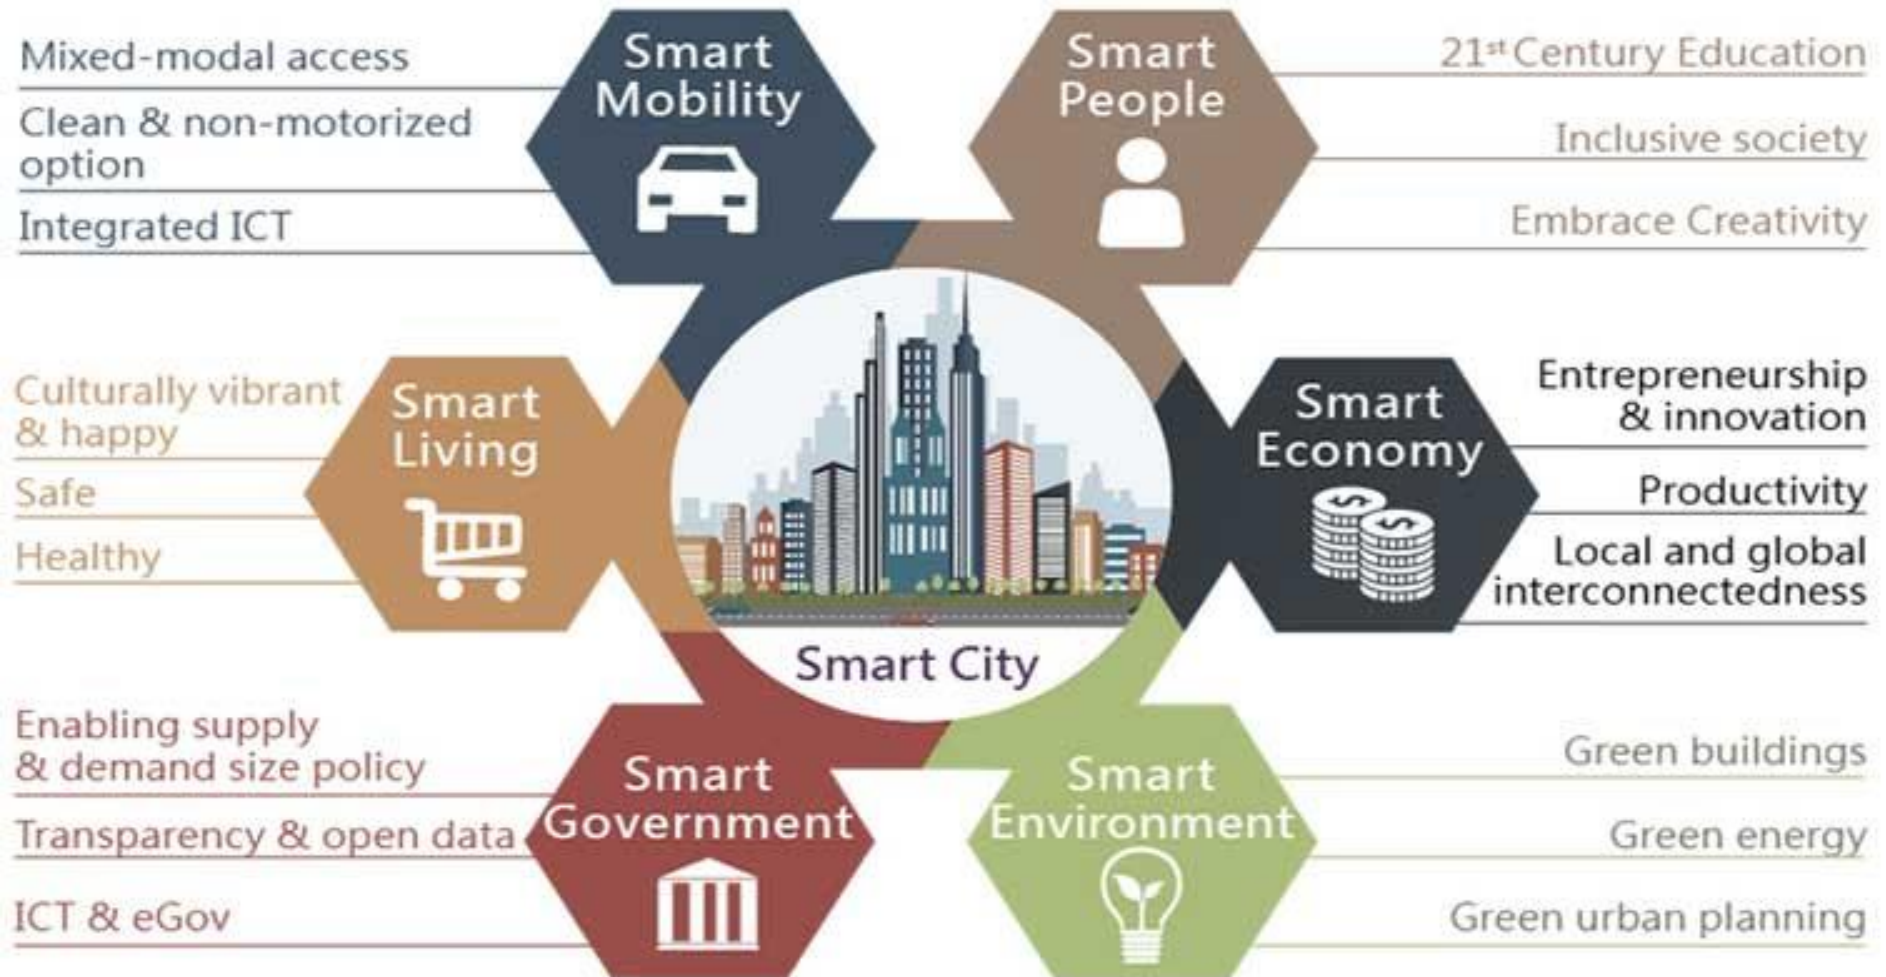 Mixed-modal access
Clean & non-motorized
option
Integrated ICT
Smart
Mobility
Smart
People
21st Century Education
Inclusive society
Embrace Creativity
Culturally vibrant
& happy
Safe
Healthy
Smart
Living
Smart
Economy
Entrepreneurship
& innovation
Productivity
Local and global
interconnectedness
Smart City
Enabling supply
& demand size policy
Transparency & open data
ICT & eGov
Smart
Government
Smart
Environment
Green buildings
Green energy
Green urban planning